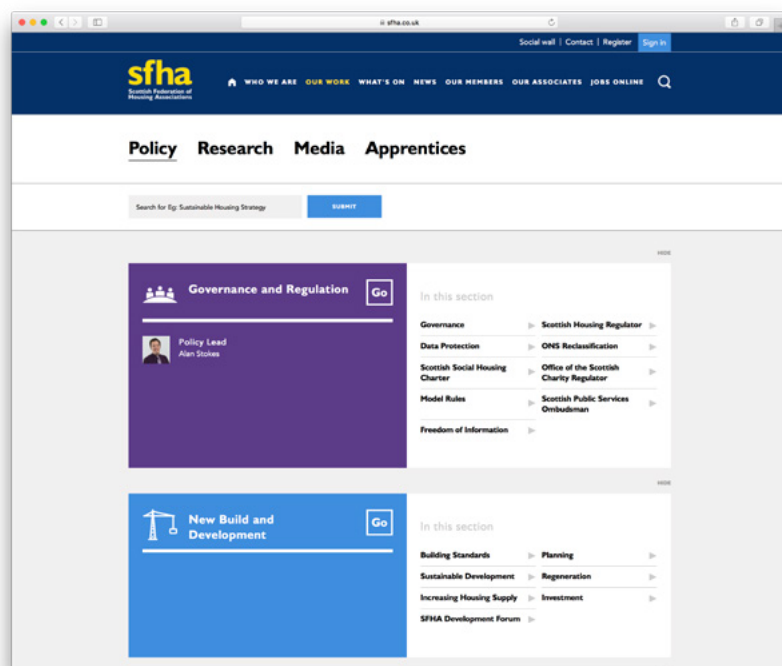 sfha.co.uk
Social wall | Contact | Register Sign in
sfha
Scottish Federation of
Housing Associations
WHO WE ARE OUR WORK WHAT'S ON NEWS OUR MEMBERS OUR ASSOCIATES JOBS ONLINE
Policy Research Media Apprentices
Search for Eg: Sustainable Housing Strategy SUBMIT
HIDE
Governance and Regulation Go
Policy Lead
Alan Stokes
In this section
Governance Scottish Housing Regulator
Data Protection ONS Reclassification
Scottish Social Housing
Charter
Office of the Scottish
Charity Regulator
Model Rules
Scottish Public Services
Ombudsman
Freedom of Information
HIDE
New Build and
Development
Go
In this section
Building Standards Planning
Sustainable Development Regeneration
Increasing Housing Supply Investment
SFHA Development Forum